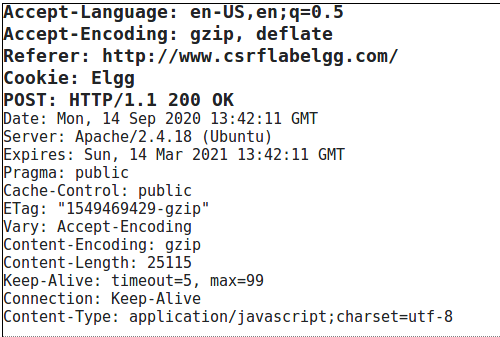 Accept-Language: en-US,en;q=0.5
Accept-Encoding: gzip, deflate
Referer: http://www.csrflabelgg.com/
Cookie: Elgg
POST: HTTP/1.1 200 OK
Date: Mon, 14 Sep 2020 13:42:11 GMT
Server: Apache/2.4.18 (Ubuntu)
Expires: Sun, 14 Mar 2021 13:42:11 GMT
Pragma: public
Cache-Control: public
ETag: "1549469429-gzip"
Vary: Accept-Encoding
Content-Encoding: gzip
Content-Length: 25115
Keep-Alive: timeout=5, max=99
Connection: Keep-Alive
Content-Type: application/javascript;charset=utf-8